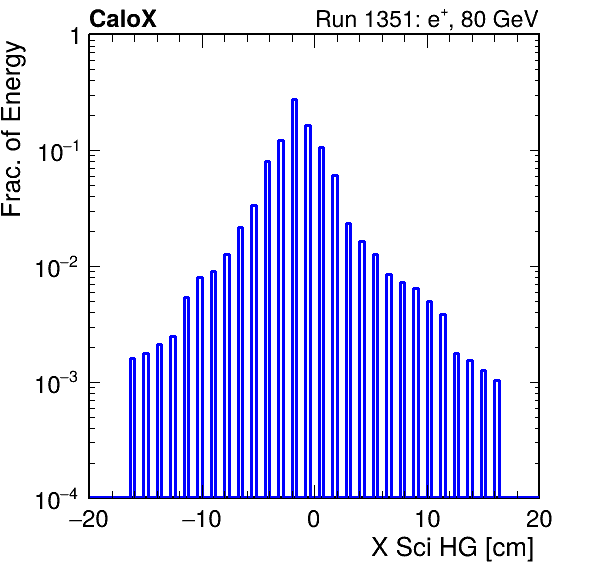 CaloX Run 1351: e⁺, 80 GeV
Frac. of Energy
1
10⁻¹
10⁻²
10⁻³
10⁻⁴
−20 −10 0 10 20
X Sci HG [cm]